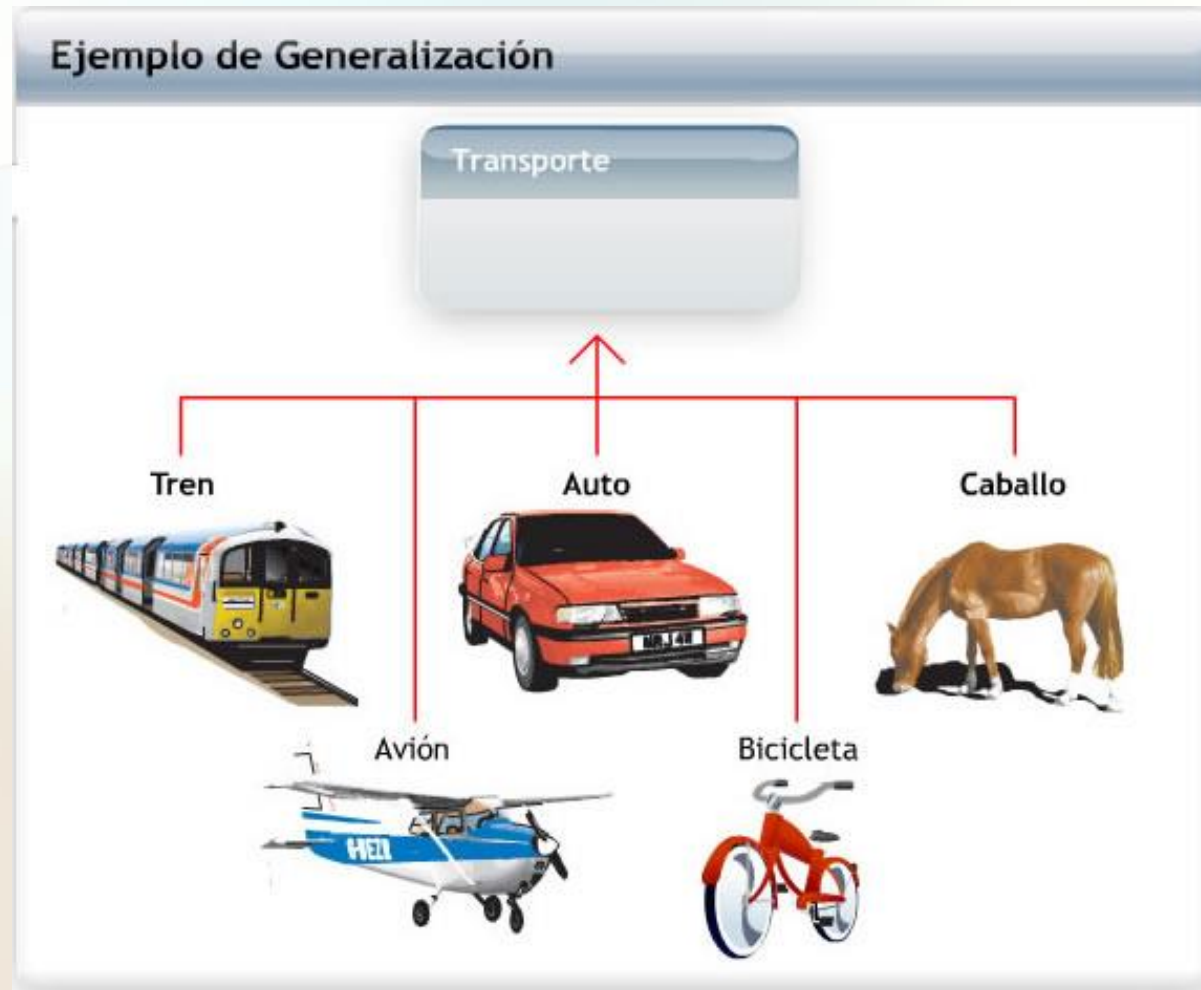 Ejemplo de Generalización
Transporte
Tren
Auto
Caballo
Avión
Bicicleta